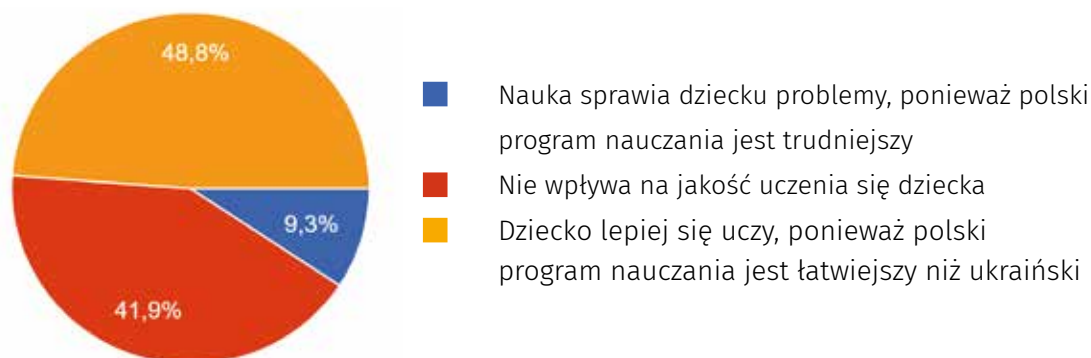 48,8%
9,3%
41,9%
Nauka sprawia dziecku problemy, ponieważ polski
program nauczania jest trudniejszy
Nie wpływa na jakość uczenia się dziecka
Dziecko lepiej się uczy, ponieważ polski
program nauczania jest łatwiejszy niż ukraiński